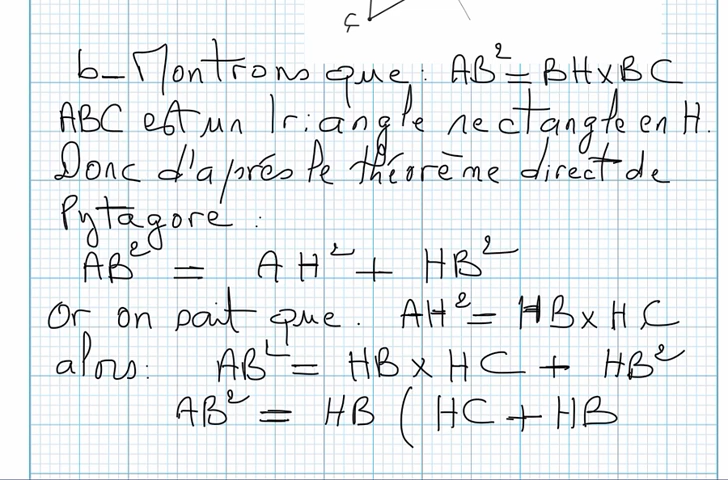 C
b- Montrons que: AB² = BH x BC
ABC est un triangle rectangle en H.
Donc d'après le théorème direct de
Pytagore:
AB² = AH² + HB²
Or on sait que. AH² = HB x HC
alors: AB² = HB x HC + HB²
AB² = HB ( HC + HB